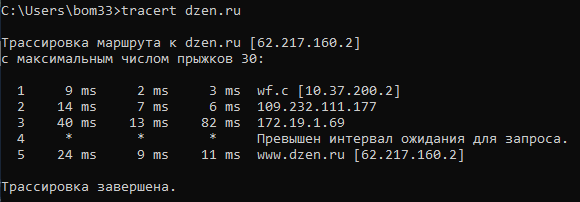 C:\Users\bom33>tracert dzen.ru
Трассировка маршрута к dzen.ru [62.217.160.2]
с максимальным числом прыжков 30:
1 9 ms 2 ms 3 ms wf.c [10.37.200.2]
2 14 ms 7 ms 6 ms 109.232.111.177
3 40 ms 13 ms 82 ms 172.19.1.69
4 * * * Превышен интервал ожидания для запроса.
5 24 ms 9 ms 11 ms www.dzen.ru [62.217.160.2]
Трассировка завершена.